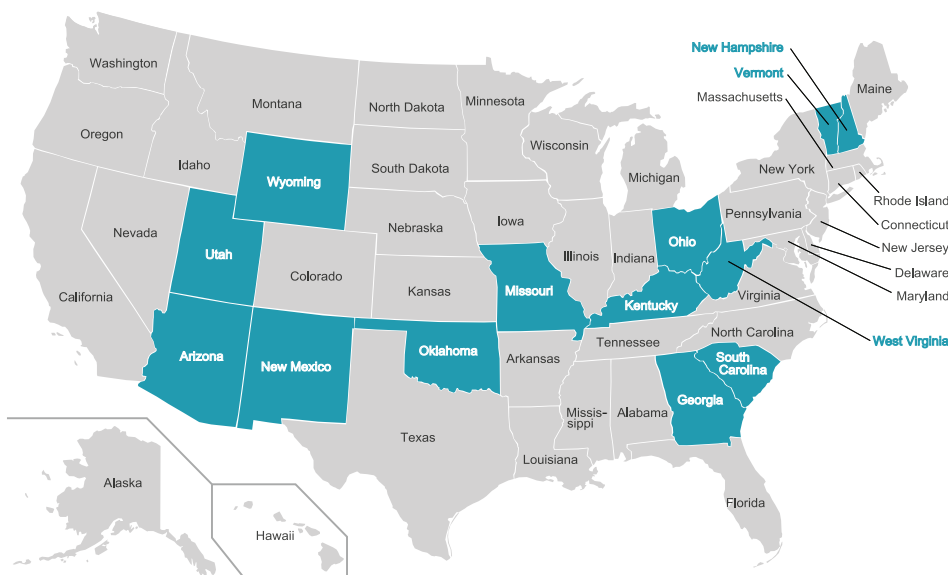 New Hampshire
Vermont
Massachusetts
Maine
Washington
Montana
North Dakota
Minnesota
Oregon
Idaho
Wisconsin
South Dakota
Michigan
New York
Wyoming
Rhode Island
Pennsylvania
Iowa
Connecticut
Nebraska
Nevada
Ohio
New Jersey
Utah
Illinois
Indiana
Delaware
Colorado
Kansas
Missouri
California
Maryland
Virginia
Kentucky
North Carolina
West Virginia
Tennessee
Arizona
New Mexico
Oklahoma
Arkansas
South
Carolina
Georgia
Texas
Missis-
sippi
Alabama
Louisiana
Alaska
Florida
Hawaii